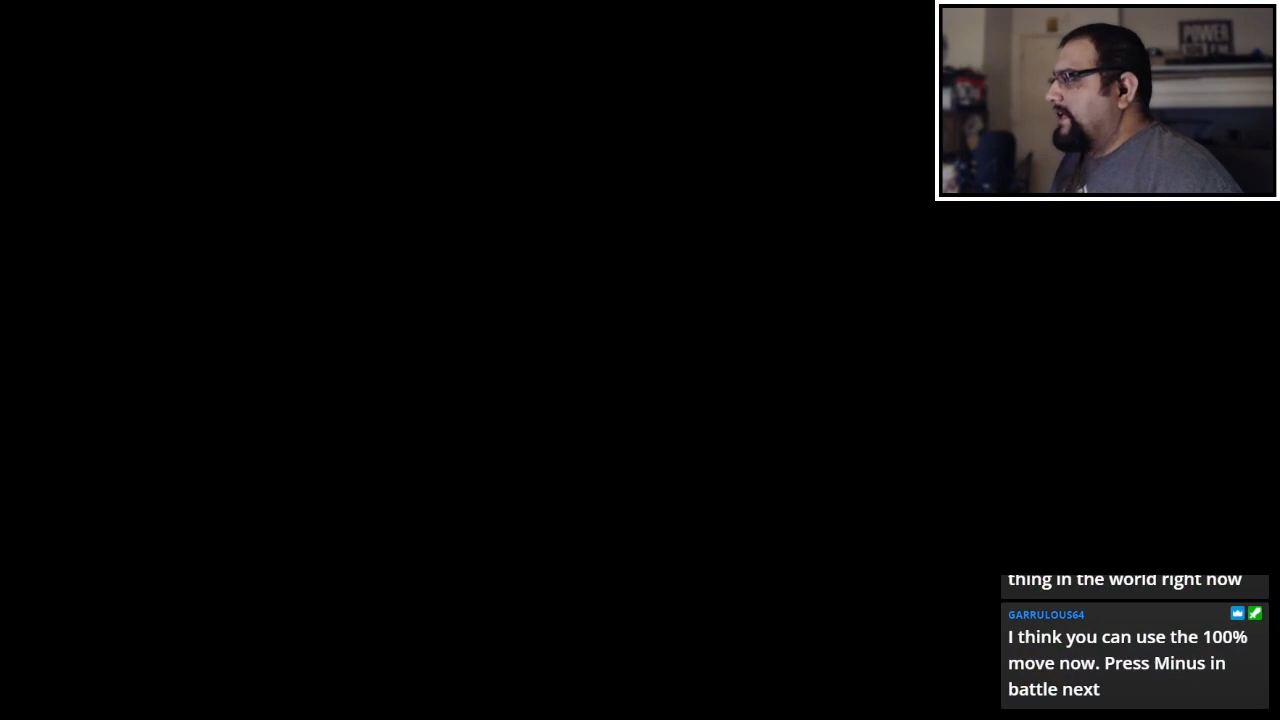 POWER
thing in the world right now
GARRULOUS64
I think you can use the 100%
move now. Press Minus in
battle next